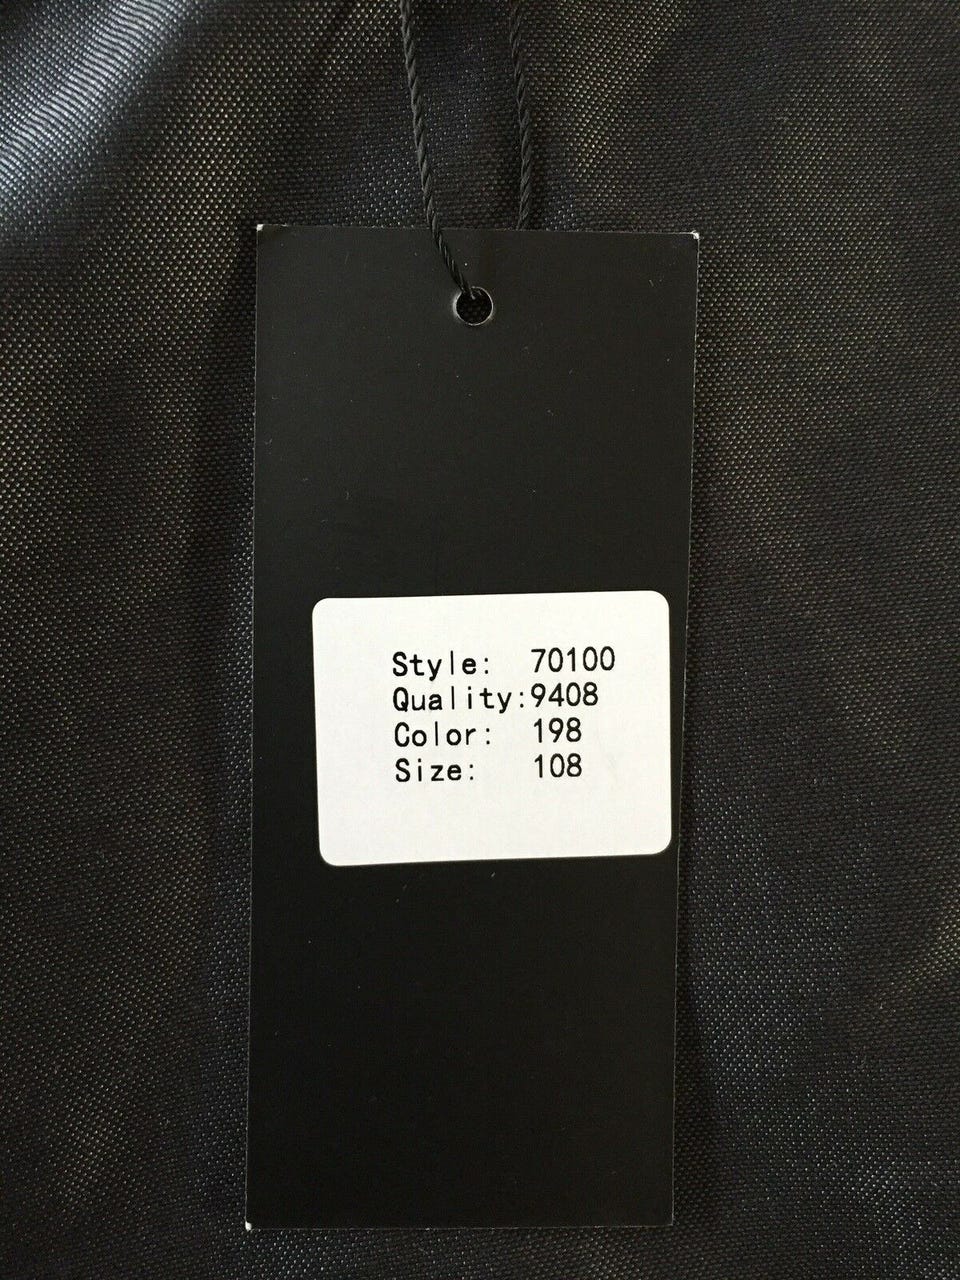 Style: 70100
Quality:9408
Color: 198
Size: 108